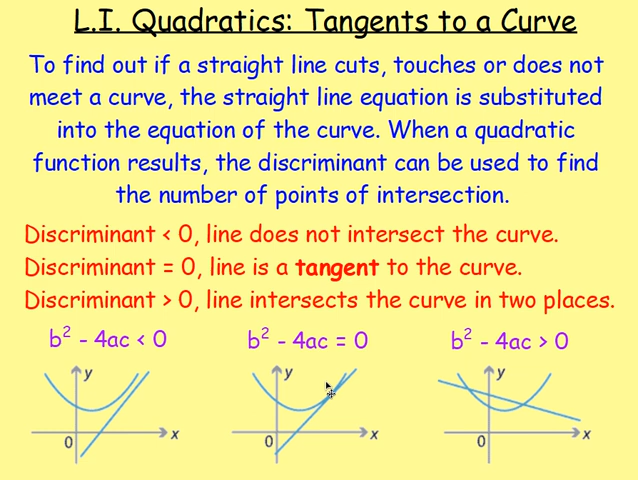 L.I. Quadratics: Tangents to a Curve
To find out if a straight line cuts, touches or does not
meet a curve, the straight line equation is substituted
into the equation of the curve. When a quadratic
function results, the discriminant can be used to find
the number of points of intersection.
Discriminant < 0, line does not intersect the curve.
Discriminant = 0, line is a tangent to the curve.
Discriminant > 0, line intersects the curve in two places.
b² - 4ac < 0 b² - 4ac = 0 b² - 4ac > 0
y y y
0 x 0 x 0 x